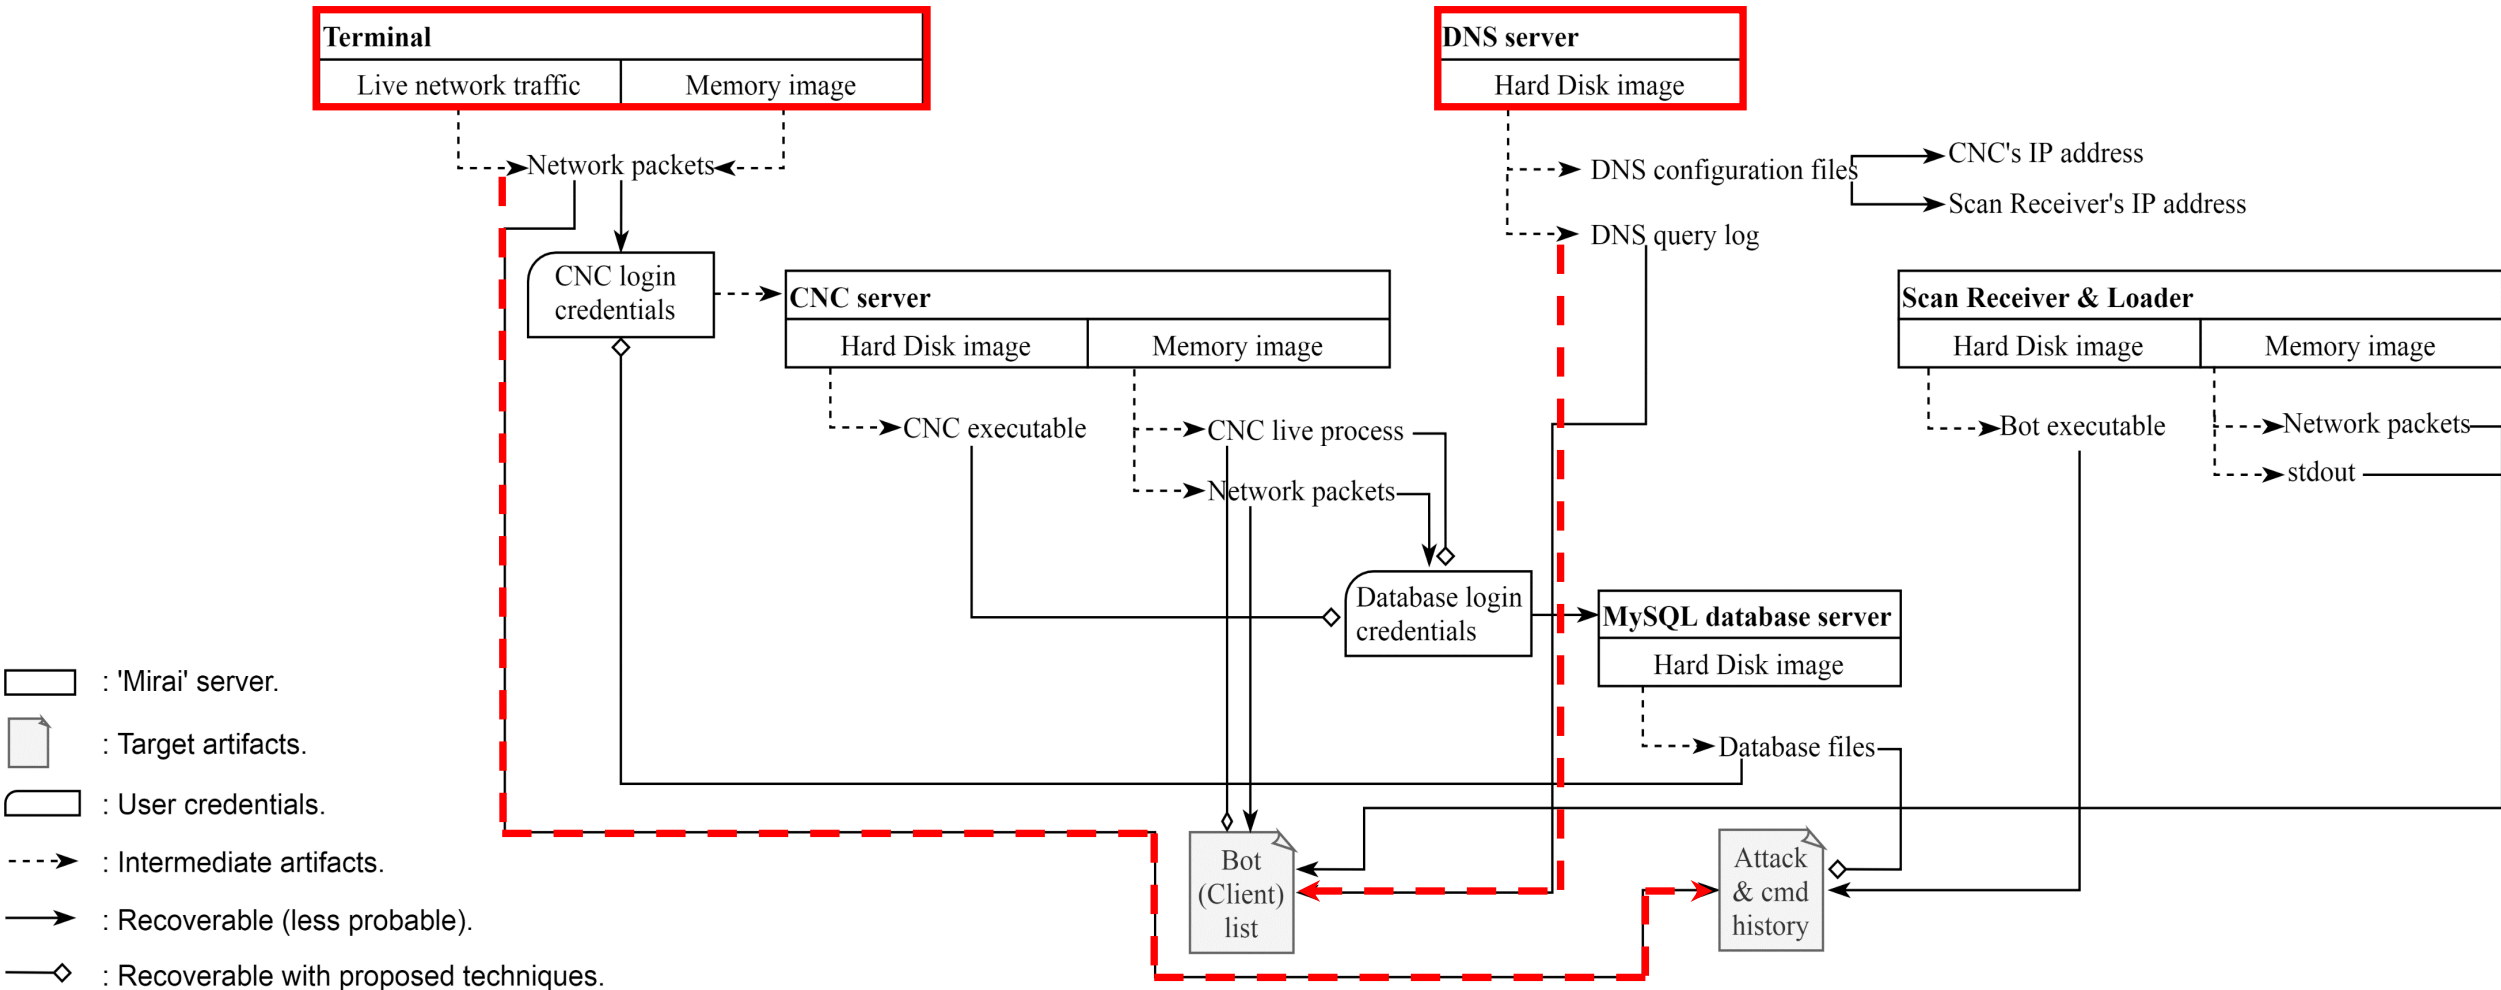 Terminal
Live network traffic
Memory image
DNS server
Hard Disk image
Network packets
DNS configuration files
CNC's IP address
Scan Receiver's IP address
DNS query log
CNC login
credentials
CNC server
Hard Disk image
Memory image
Scan Receiver & Loader
Hard Disk image
Memory image
CNC executable
CNC live process
Network packets
Bot executable
Network packets
stdout
Database login
credentials
MySQL database server
Hard Disk image
Database files
Bot
(Client)
list
Attack
& cmd
history
: 'Mirai' server.
: Target artifacts.
: User credentials.
: Intermediate artifacts.
: Recoverable (less probable).
: Recoverable with proposed techniques.